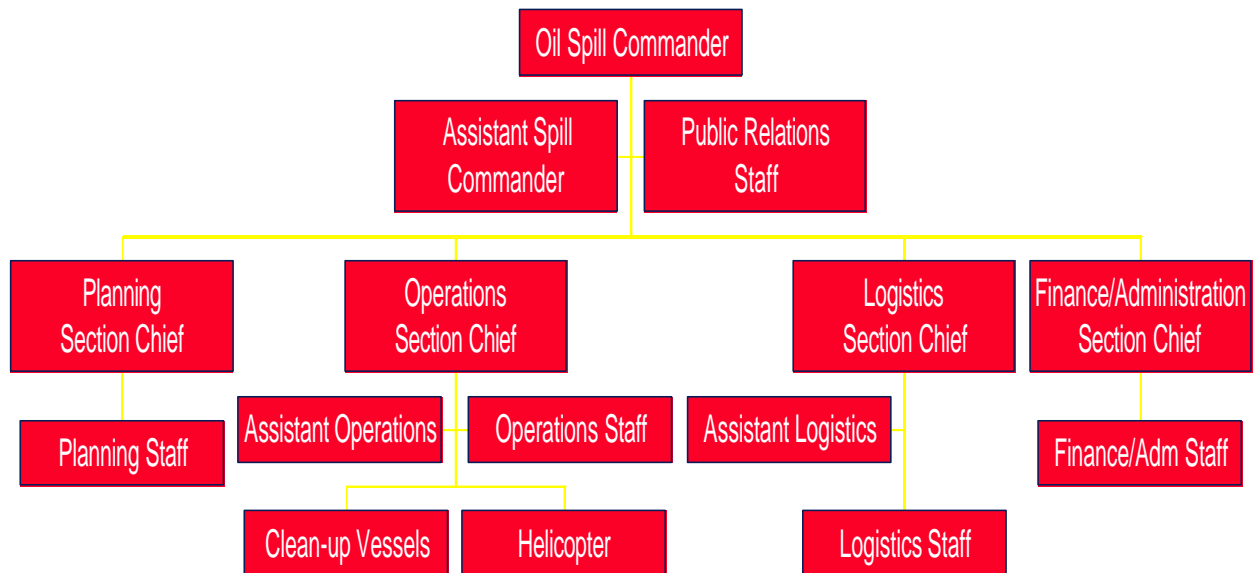 Oil Spill Commander
Assistant Spill
Commander
Public Relations
Staff
Planning
Section Chief
Operations
Section Chief
Logistics
Section Chief
Finance/Administration
Section Chief
Planning Staff
Assistant Operations
Operations Staff
Assistant Logistics
Finance/Adm Staff
Clean-up Vessels
Helicopter
Logistics Staff